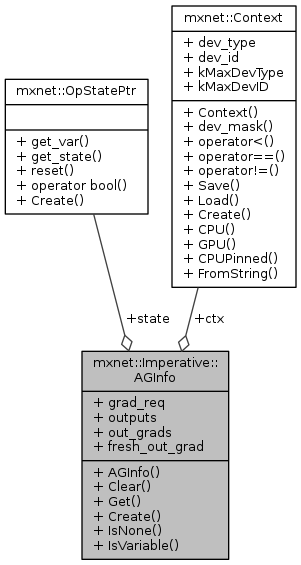 mxnet::OpStatePtr
+ get_var()
+ get_state()
+ reset()
+ operator bool()
+ Create()
mxnet::Context
+ dev_type
+ dev_id
+ kMaxDevType
+ kMaxDevID
+ Context()
+ dev_mask()
+ operator<()
+ operator==()
+ operator!=()
+ Save()
+ Load()
+ Create()
+ CPU()
+ GPU()
+ CPUPinned()
+ FromString()
+state
+ctx
mxnet::Imperative::
AGInfo
+ grad_req
+ outputs
+ out_grads
+ fresh_out_grad
+ AGInfo()
+ Clear()
+ Get()
+ Create()
+ IsNone()
+ IsVariable()